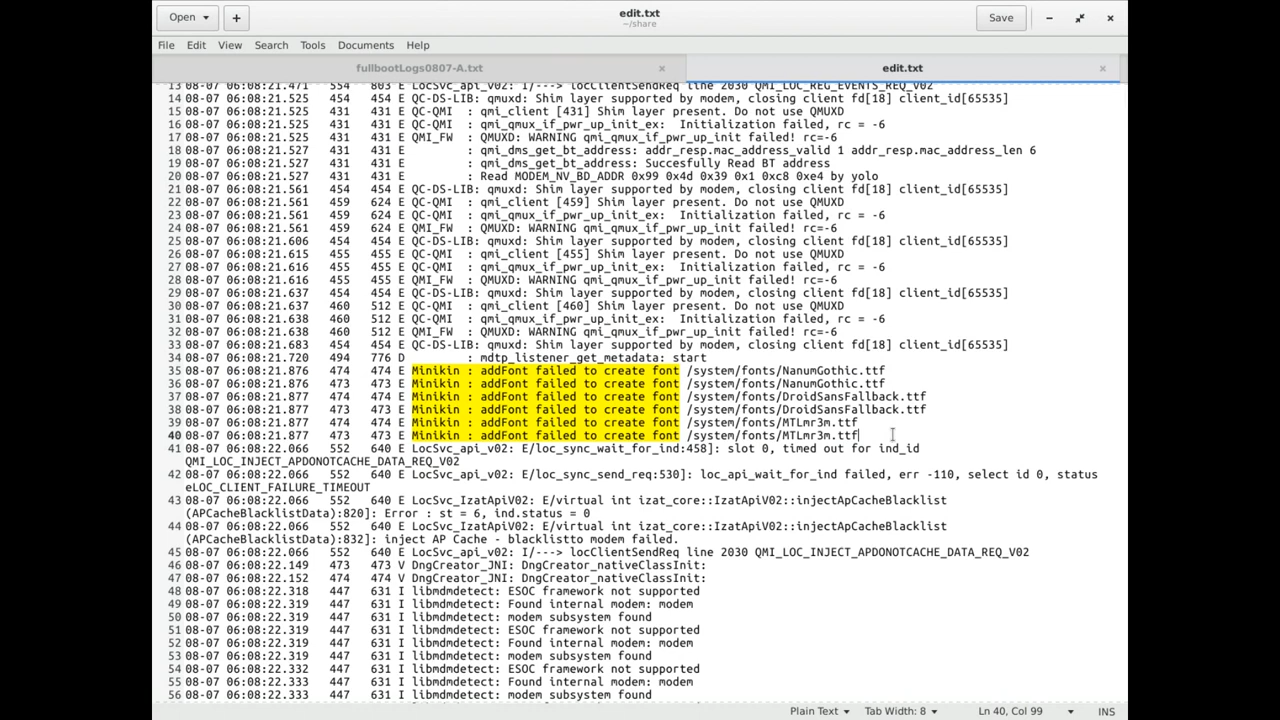 Open
+
edit.txt
~/share
Save
File Edit View Search Tools Documents Help
fullbootLogs0807-A.txt
edit.txt
13 08-07 06:08:21.471 554 803 E LocSvc_api_v02: I/---> locClientSendReq line 2030 QMI_LOC_REG_EVENTS_REQ_V02
14 08-07 06:08:21.525 454 454 E QC-DS-LIB: qmuxd: Shim layer supported by modem, closing client fd[18] client_id[65535]
15 08-07 06:08:21.525 431 431 E QC-QMI : qmi_client [431] Shim layer present. Do not use QMUXD
16 08-07 06:08:21.525 431 431 E QC-QMI : qmi_qmux_if_pwr_up_init_ex: Initialization failed, rc = -6
17 08-07 06:08:21.525 431 431 E QMI_FW : QMUXD: WARNING qmi_qmux_if_pwr_up_init failed! rc=-6
18 08-07 06:08:21.527 431 431 E : qmi_dms_get_bt_address: addr_resp.mac_address_valid 1 addr_resp.mac_address_len 6
19 08-07 06:08:21.527 431 431 E : qmi_dms_get_bt_address: Succesfully Read BT address
20 08-07 06:08:21.527 431 431 E : Read MODEM_NV_BD_ADDR 0x99 0x4d 0x39 0x1 0xc8 0xe4 by yolo
21 08-07 06:08:21.561 454 454 E QC-DS-LIB: qmuxd: Shim layer supported by modem, closing client fd[18] client_id[65535]
22 08-07 06:08:21.561 459 624 E QC-QMI : qmi_client [459] Shim layer present. Do not use QMUXD
23 08-07 06:08:21.561 459 624 E QC-QMI : qmi_qmux_if_pwr_up_init_ex: Initialization failed, rc = -6
24 08-07 06:08:21.561 459 624 E QMI_FW : QMUXD: WARNING qmi_qmux_if_pwr_up_init failed! rc=-6
25 08-07 06:08:21.606 454 454 E QC-DS-LIB: qmuxd: Shim layer supported by modem, closing client fd[18] client_id[65535]
26 08-07 06:08:21.615 455 455 E QC-QMI : qmi_client [455] Shim layer present. Do not use QMUXD
27 08-07 06:08:21.616 455 455 E QC-QMI : qmi_qmux_if_pwr_up_init_ex: Initialization failed, rc = -6
28 08-07 06:08:21.616 455 455 E QMI_FW : QMUXD: WARNING qmi_qmux_if_pwr_up_init failed! rc=-6
29 08-07 06:08:21.637 454 454 E QC-DS-LIB: qmuxd: Shim layer supported by modem, closing client fd[18] client_id[65535]
30 08-07 06:08:21.637 460 512 E QC-QMI : qmi_client [460] Shim layer present. Do not use QMUXD
31 08-07 06:08:21.638 460 512 E QC-QMI : qmi_qmux_if_pwr_up_init_ex: Initialization failed, rc = -6
32 08-07 06:08:21.638 460 512 E QMI_FW : QMUXD: WARNING qmi_qmux_if_pwr_up_init failed! rc=-6
33 08-07 06:08:21.683 454 454 E QC-DS-LIB: qmuxd: Shim layer supported by modem, closing client fd[18] client_id[65535]
34 08-07 06:08:21.720 494 776 D : mdtp_listener_get_metadata: start
35 08-07 06:08:21.876 474 474 E Minikin : addFont failed to create font /system/fonts/NanumGothic.ttf
36 08-07 06:08:21.876 473 473 E Minikin : addFont failed to create font /system/fonts/NanumGothic.ttf
37 08-07 06:08:21.877 474 474 E Minikin : addFont failed to create font /system/fonts/DroidSansFallback.ttf
38 08-07 06:08:21.877 473 473 E Minikin : addFont failed to create font /system/fonts/DroidSansFallback.ttf
39 08-07 06:08:21.877 474 474 E Minikin : addFont failed to create font /system/fonts/MTLmr3m.ttf
40 08-07 06:08:21.877 473 473 E Minikin : addFont failed to create font /system/fonts/MTLmr3m.ttf
41 08-07 06:08:22.066 552 640 E LocSvc_api_v02: E/loc_sync_wait_for_ind:458]: slot 0, timed out for ind_id
QMI_LOC_INJECT_APDONOTCACHE_DATA_REQ_V02
42 08-07 06:08:22.066 552 640 E LocSvc_api_v02: E/loc_sync_send_req:530]: loc_api_wait_for_ind failed, err -110, select id 0, status
eLOC_CLIENT_FAILURE_TIMEOUT
43 08-07 06:08:22.066 552 640 E LocSvc_IzatApiV02: E/virtual int izat_core::IzatApiV02::injectApCacheBlacklist
(APCacheBlacklistData):820]: Error : st = 6, ind.status = 0
44 08-07 06:08:22.066 552 640 E LocSvc_IzatApiV02: E/virtual int izat_core::IzatApiV02::injectApCacheBlacklist
(APCacheBlacklistData):832]: inject AP Cache - blacklistto modem failed.
45 08-07 06:08:22.066 552 640 E LocSvc_api_v02: I/---> locClientSendReq line 2030 QMI_LOC_INJECT_APDONOTCACHE_DATA_REQ_V02
46 08-07 06:08:22.149 473 473 V DngCreator_JNI: DngCreator_nativeClassInit:
47 08-07 06:08:22.152 474 474 V DngCreator_JNI: DngCreator_nativeClassInit:
48 08-07 06:08:22.318 447 631 I libmdmdetect: ESOC framework not supported
49 08-07 06:08:22.319 447 631 I libmdmdetect: Found internal modem: modem
50 08-07 06:08:22.319 447 631 I libmdmdetect: modem subsystem found
51 08-07 06:08:22.319 447 631 I libmdmdetect: ESOC framework not supported
52 08-07 06:08:22.319 447 631 I libmdmdetect: Found internal modem: modem
53 08-07 06:08:22.319 447 631 I libmdmdetect: modem subsystem found
54 08-07 06:08:22.332 447 631 I libmdmdetect: ESOC framework not supported
55 08-07 06:08:22.333 447 631 I libmdmdetect: Found internal modem: modem
56 08-07 06:08:22.333 447 631 I libmdmdetect: modem subsystem found
Plain Text Tab Width: 8 Ln 40, Col 99 INS